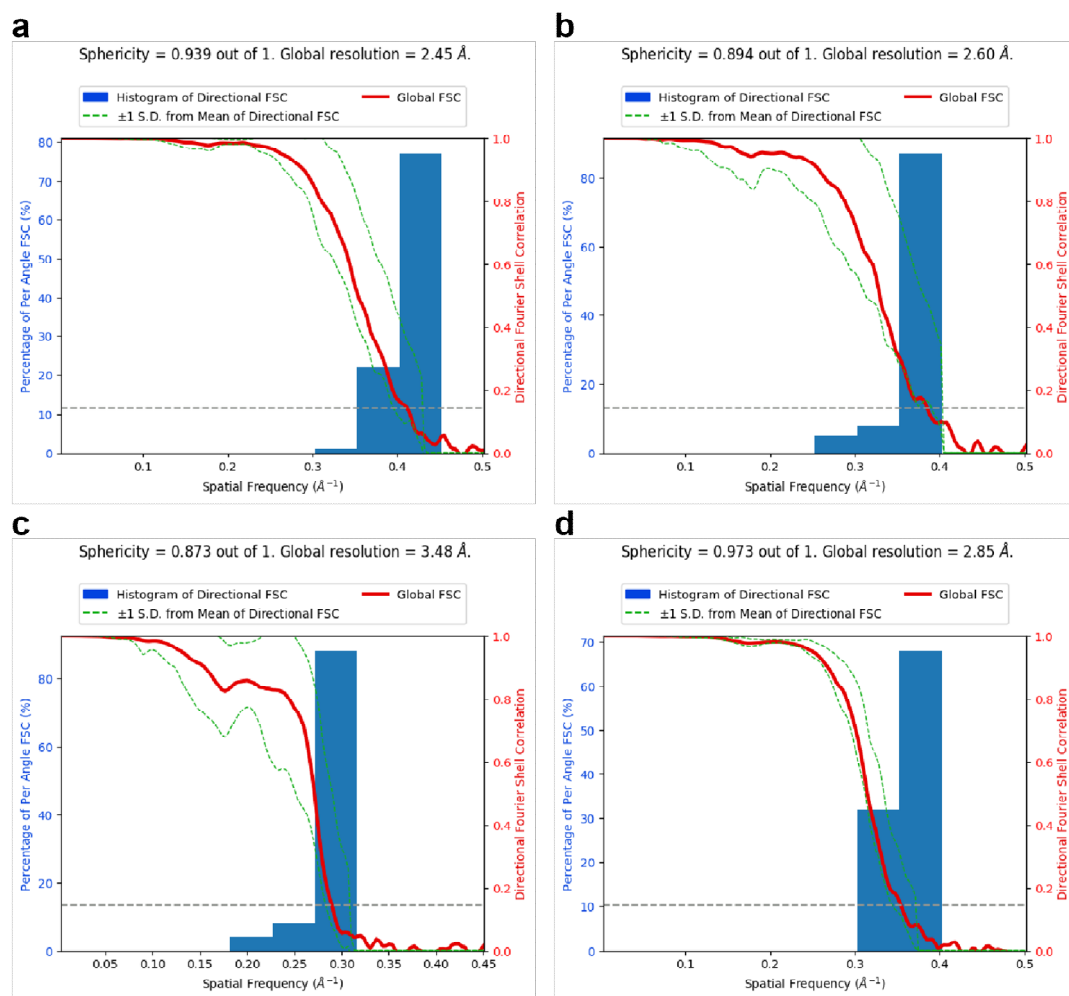 a
Sphericity = 0.939 out of 1. Global resolution = 2.45 Å.
Histogram of Directional FSC
Global FSC
±1 S.D. from Mean of Directional FSC
80
70
60
50
40
30
20
10
0
Percentage of Per Angle FSC (%)
1.0
0.8
0.6
0.4
0.2
0.0
Directional Fourier Shell Correlation
0.1 0.2 0.3 0.4 0.5
Spatial Frequency (Å⁻¹)
b
Sphericity = 0.894 out of 1. Global resolution = 2.60 Å.
Histogram of Directional FSC
Global FSC
±1 S.D. from Mean of Directional FSC
80
60
40
20
0
Percentage of Per Angle FSC (%)
1.0
0.8
0.6
0.4
0.2
0.0
Directional Fourier Shell Correlation
0.1 0.2 0.3 0.4 0.5
Spatial Frequency (Å⁻¹)
c
Sphericity = 0.873 out of 1. Global resolution = 3.48 Å.
Histogram of Directional FSC
Global FSC
±1 S.D. from Mean of Directional FSC
80
60
40
20
0
Percentage of Per Angle FSC (%)
1.0
0.8
0.6
0.4
0.2
0.0
Directional Fourier Shell Correlation
0.05 0.10 0.15 0.20 0.25 0.30 0.35 0.40 0.45
Spatial Frequency (Å⁻¹)
d
Sphericity = 0.973 out of 1. Global resolution = 2.85 Å.
Histogram of Directional FSC
Global FSC
±1 S.D. from Mean of Directional FSC
70
60
50
40
30
20
10
0
Percentage of Per Angle FSC (%)
1.0
0.8
0.6
0.4
0.2
0.0
Directional Fourier Shell Correlation
0.1 0.2 0.3 0.4 0.5
Spatial Frequency (Å⁻¹)